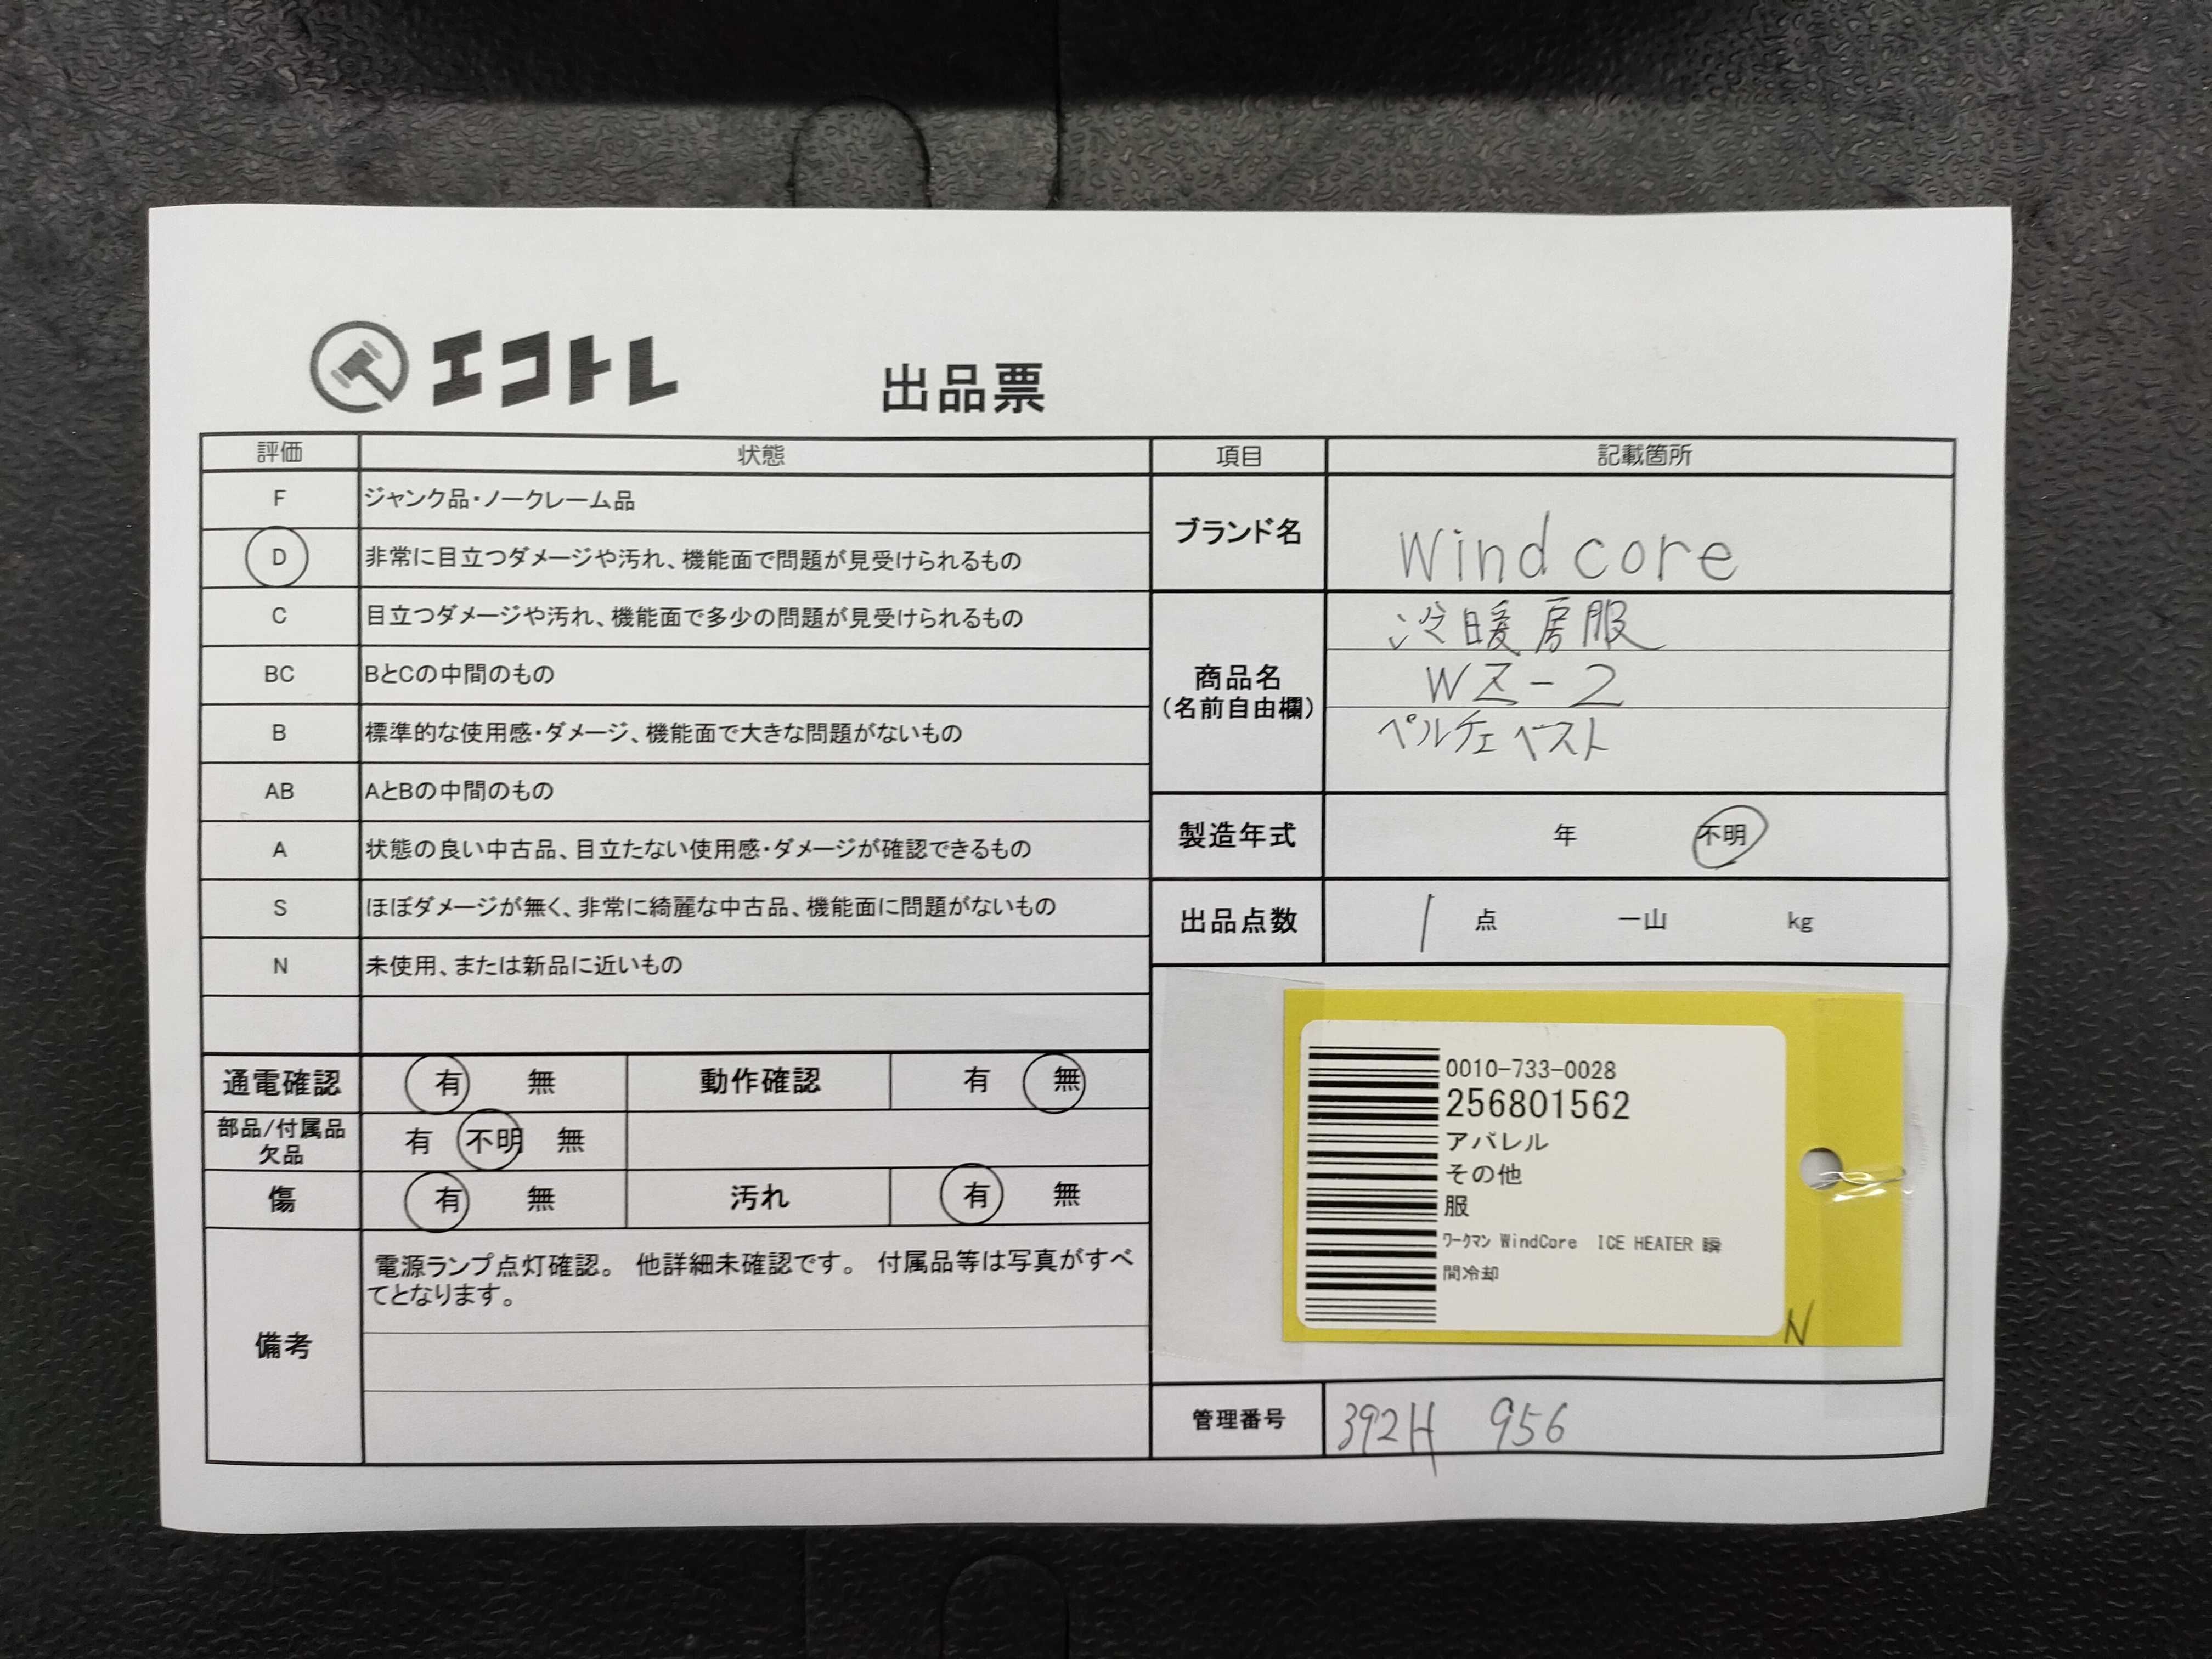 エコトレ
出品票
評価 状態
F ジャンク品・ノークレーム品
D 非常に目立つダメージや汚れ、機能面で問題が見受けられるもの
C 目立つダメージや汚れ、機能面で多少の問題が見受けられるもの
BC BとCの中間のもの
B 標準的な使用感・ダメージ、機能面で大きな問題がないもの
AB AとBの中間のもの
A 状態の良い中古品、目立たない使用感・ダメージが確認できるもの
S ほぼダメージが無く、非常に綺麗な中古品、機能面に問題がないもの
N 未使用、または新品に近いもの
通電確認 有 無 動作確認 有 無
部品/付属品
欠品
有 不明 無
傷 有 無 汚れ 有 無
備考
電源ランプ点灯確認。 他詳細未確認です。 付属品等は写真がすべ
てとなります。
項目 記載箇所
ブランド名 Wind core
商品名
(名前自由欄)
冷暖房服
WZ-2
ペルチェベスト
製造年式 年 不明
出品点数 1 点 一山 kg
0010-733-0028
256801562
アパレル
その他
服
ワークマン WindCore ICE HEATER 瞬
間冷却
N
管理番号 392H 956